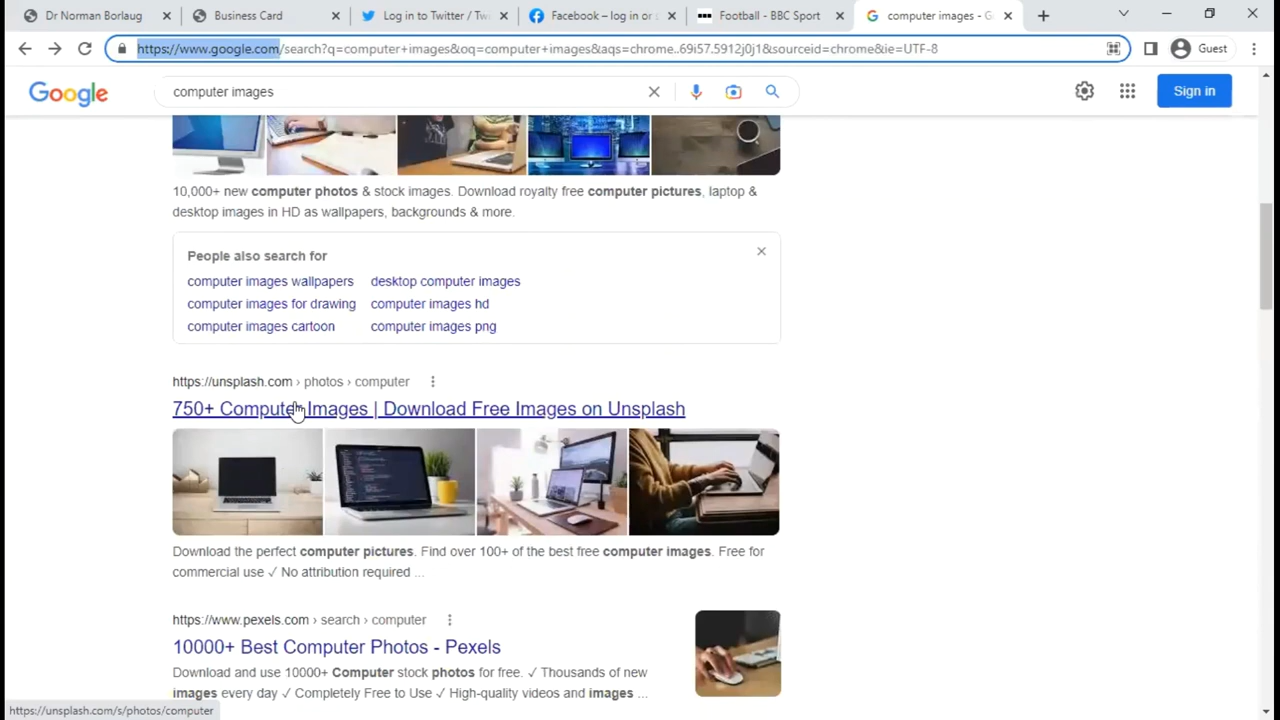 Dr Norman Borlaug
Business Card
Log in to Twitter / Tw
Facebook – log in or
Football - BBC Sport
computer images - G
https://www.google.com/search?q=computer+images&oq=computer+images&aqs=chrome..69i57.5912j0j1&sourceid=chrome&ie=UTF-8
Guest
Google
computer images
Sign in
10,000+ new computer photos & stock images. Download royalty free computer pictures, laptop &
desktop images in HD as wallpapers, backgrounds & more.
People also search for
computer images wallpapers
desktop computer images
computer images for drawing
computer images hd
computer images cartoon
computer images png
https://unsplash.com › photos › computer
750+ Computer Images | Download Free Images on Unsplash
Download the perfect computer pictures. Find over 100+ of the best free computer images. Free for
commercial use ✓ No attribution required ...
https://www.pexels.com › search › computer
10000+ Best Computer Photos - Pexels
Download and use 10000+ Computer stock photos for free. ✓ Thousands of new
images every day ✓ Completely Free to Use ✓ High-quality videos and images ...
https://unsplash.com/s/photos/computer